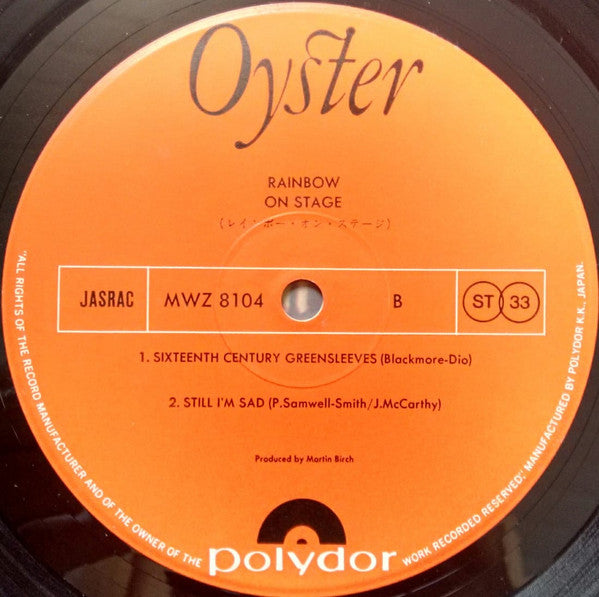 Oyster
RAINBOW
ON STAGE
(レインボー・オン・ステージ)
JASRAC MWZ 8104 B ST 33
1. SIXTEENTH CENTURY GREENSLEEVES (Blackmore-Dio)
2. STILL I'M SAD (P.Samwell-Smith/J.McCarthy)
Produced by Martin Birch
polydor
"ALL RIGHTS OF THE RECORD MANUFACTURER AND OF THE OWNER OF THE WORK RECORDED RESERVED." MANUFACTURED BY POLYDOR K.K., JAPAN.